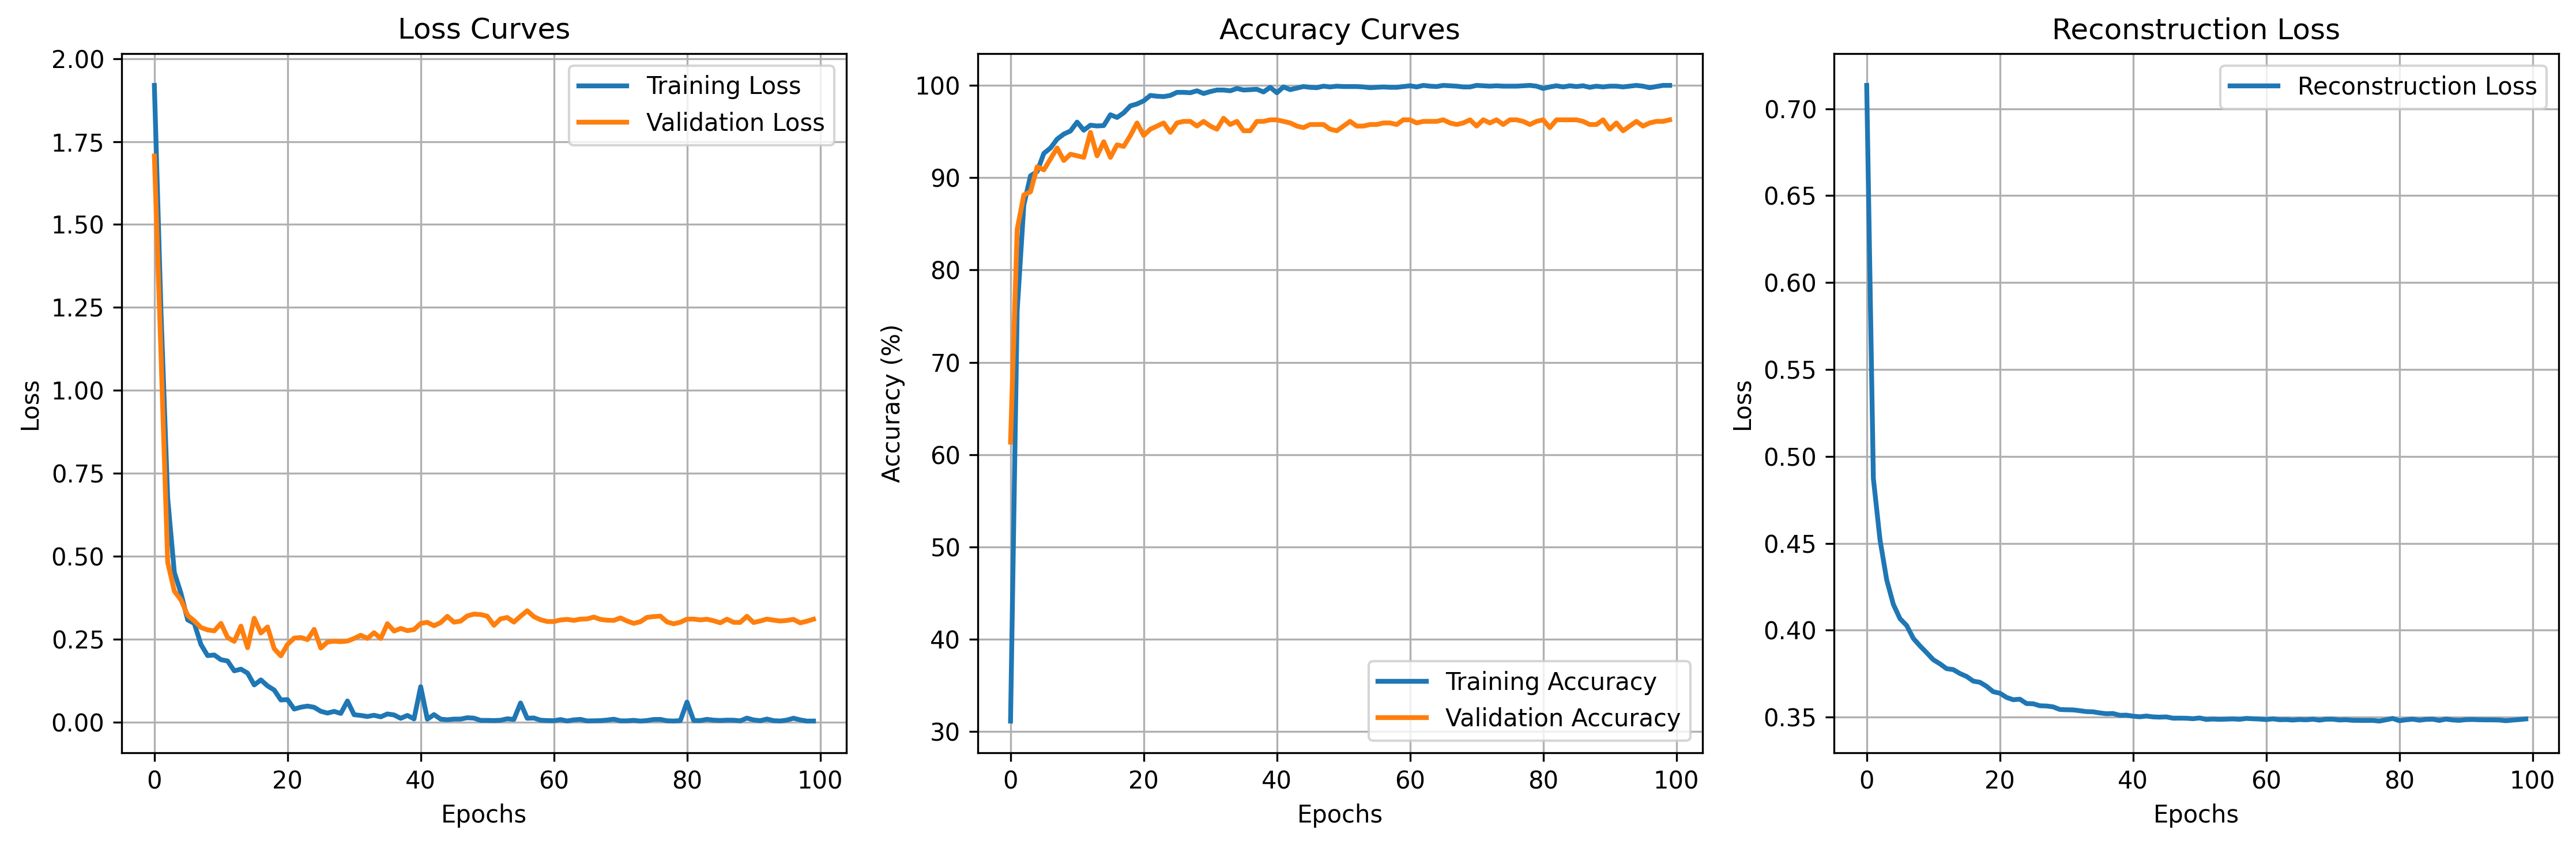 Loss Curves
2.00
1.75
1.50
1.25
1.00
0.75
0.50
0.25
0.00
Loss
0 20 40 60 80 100
Epochs
Training Loss
Validation Loss
Accuracy Curves
100
90
80
70
60
50
40
30
Accuracy (%)
0 20 40 60 80 100
Epochs
Training Accuracy
Validation Accuracy
Reconstruction Loss
0.70
0.65
0.60
0.55
0.50
0.45
0.40
0.35
Loss
0 20 40 60 80 100
Epochs
Reconstruction Loss